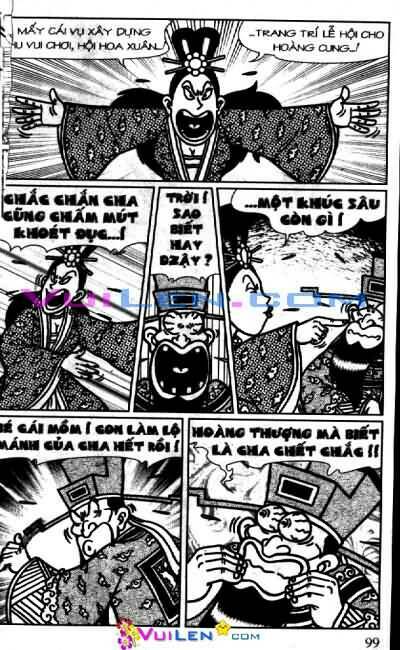 MẤY CÁI VỤ XÂY DỰNG
HU VUI CHƠI, HỘI HOA XUÂN...
...TRANG TRÍ LỄ HỘI CHO
HOÀNG CUNG...!
CHẮC CHẮN CHA
CŨNG CHẤM MÚT
KHOÉT ĐỤC...!
TRỜI!
SAO
BIẾT
HAY
DZẬY?
...MỘT KHÚC SÂU
CÒN GÌ!
VUILEN.COM
BÉ CÁI MỒM! CON LÀM LỘ
MÁNH CỦA CHA HẾT RỒI!
HOÀNG THƯỢNG MÀ BIẾT
LÀ CHA CHẾT CHẮC!!
99
VUILEN.COM